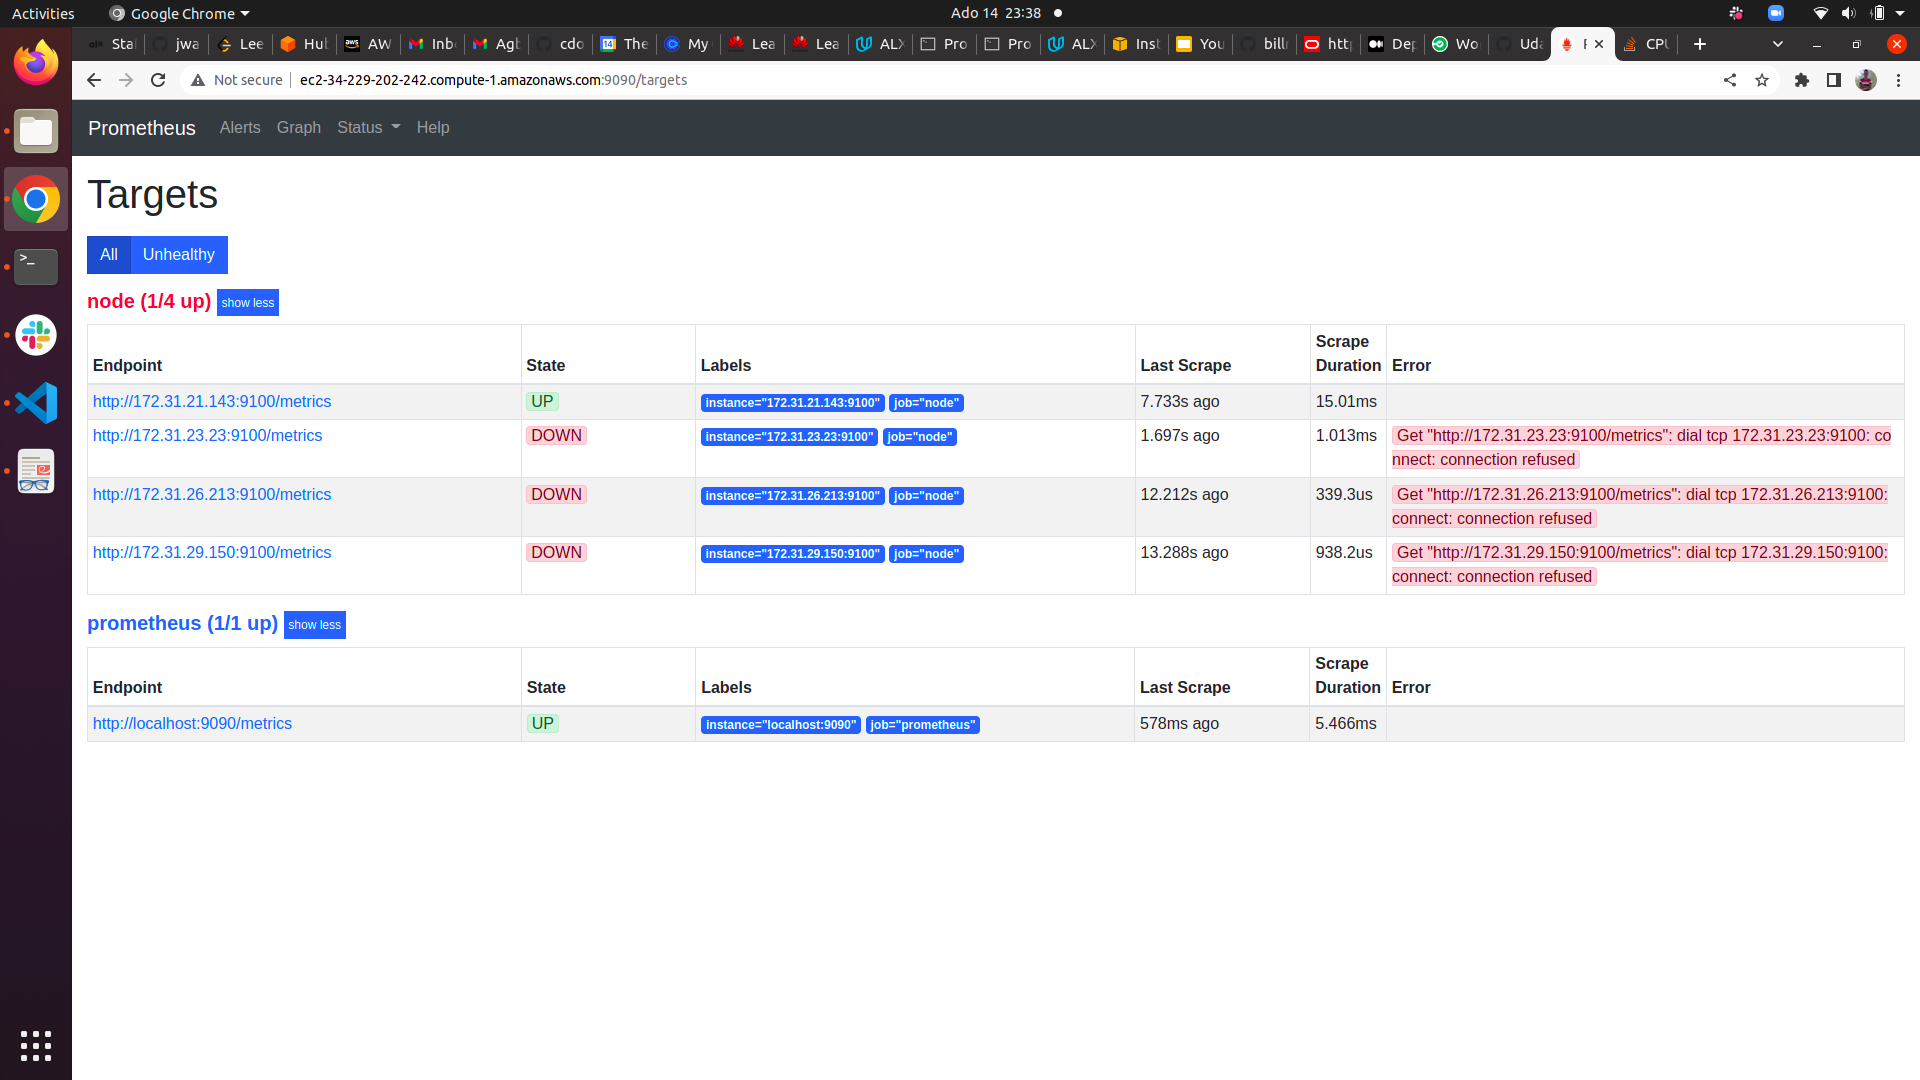 Activities Google Chrome Ado 14 23:38
Sta jwa Lee Hul AW Inb Agt cdo The My Lea Lea ALX Pro Pro ALX Inst You bill http Dep Wo Uda CPU
Not secure ec2-34-229-202-242.compute-1.amazonaws.com:9090/targets
Prometheus Alerts Graph Status Help
Targets
All Unhealthy
node (1/4 up) show less
Endpoint State Labels Last Scrape Scrape Duration Error
http://172.31.21.143:9100/metrics UP instance="172.31.21.143:9100" job="node" 7.733s ago 15.01ms
http://172.31.23.23:9100/metrics DOWN instance="172.31.23.23:9100" job="node" 1.697s ago 1.013ms Get "http://172.31.23.23:9100/metrics": dial tcp 172.31.23.23:9100: co
nnect: connection refused
http://172.31.26.213:9100/metrics DOWN instance="172.31.26.213:9100" job="node" 12.212s ago 339.3us Get "http://172.31.26.213:9100/metrics": dial tcp 172.31.26.213:9100:
connect: connection refused
http://172.31.29.150:9100/metrics DOWN instance="172.31.29.150:9100" job="node" 13.288s ago 938.2us Get "http://172.31.29.150:9100/metrics": dial tcp 172.31.29.150:9100:
connect: connection refused
prometheus (1/1 up) show less
Endpoint State Labels Last Scrape Scrape Duration Error
http://localhost:9090/metrics UP instance="localhost:9090" job="prometheus" 578ms ago 5.466ms